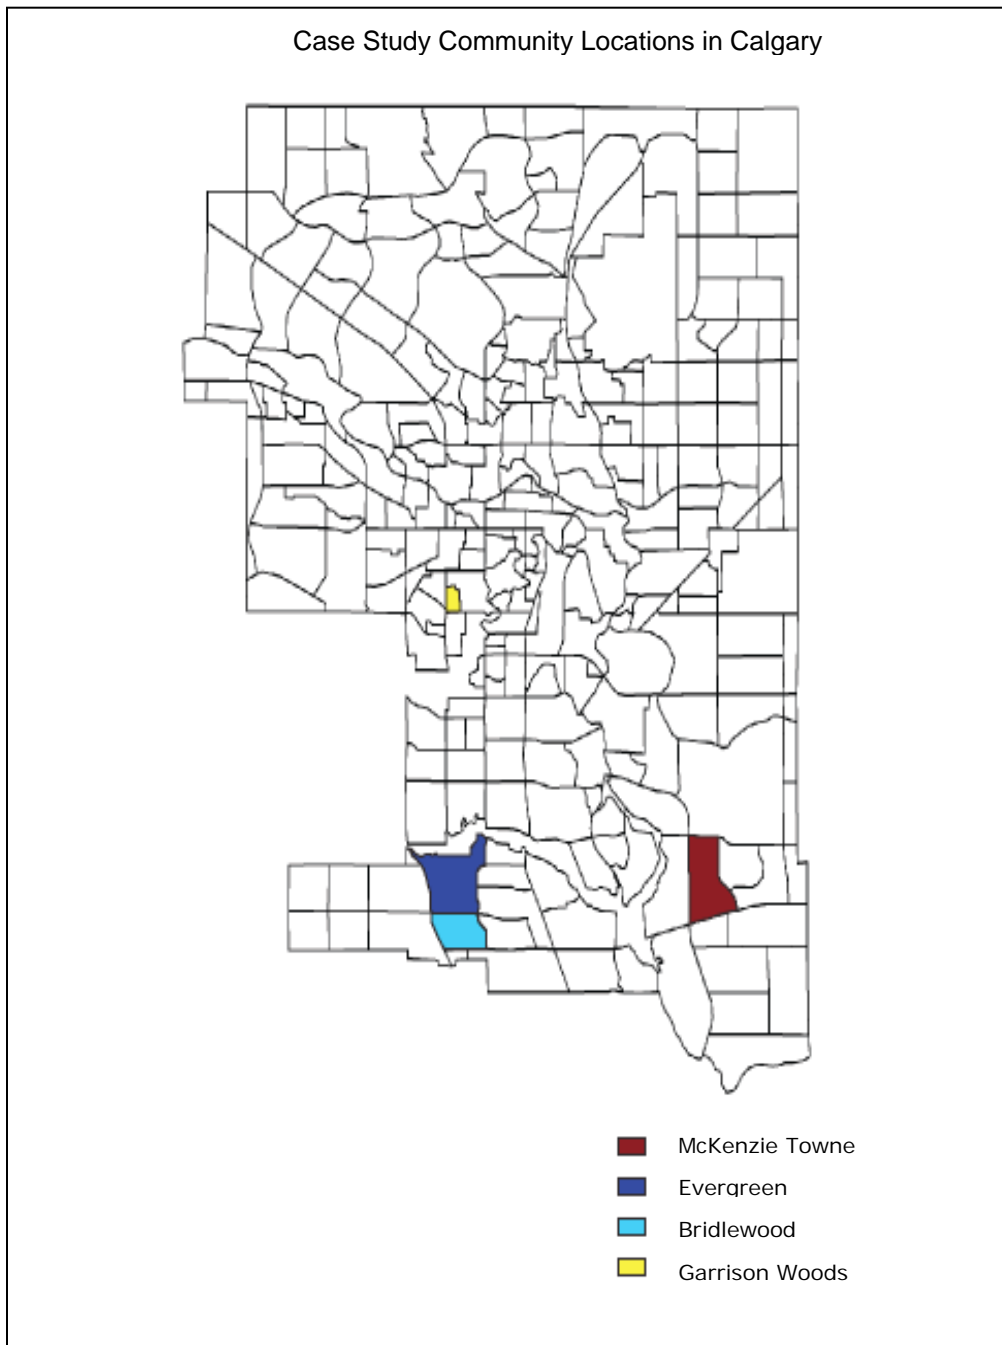 Case Study Community Locations in Calgary
McKenzie Towne
Evergreen
Bridlewood
Garrison Woods